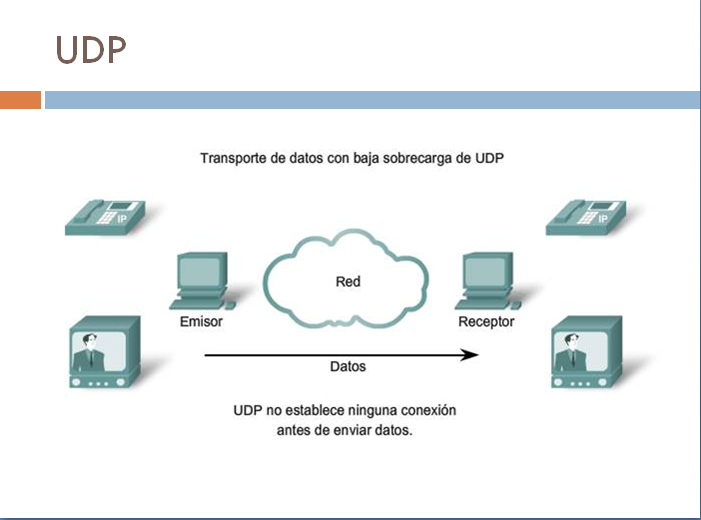 UDP
Transporte de datos con baja sobrecarga de UDP
IP
IP
Red
Emisor
Receptor
Datos
UDP no establece ninguna conexión
antes de enviar datos.